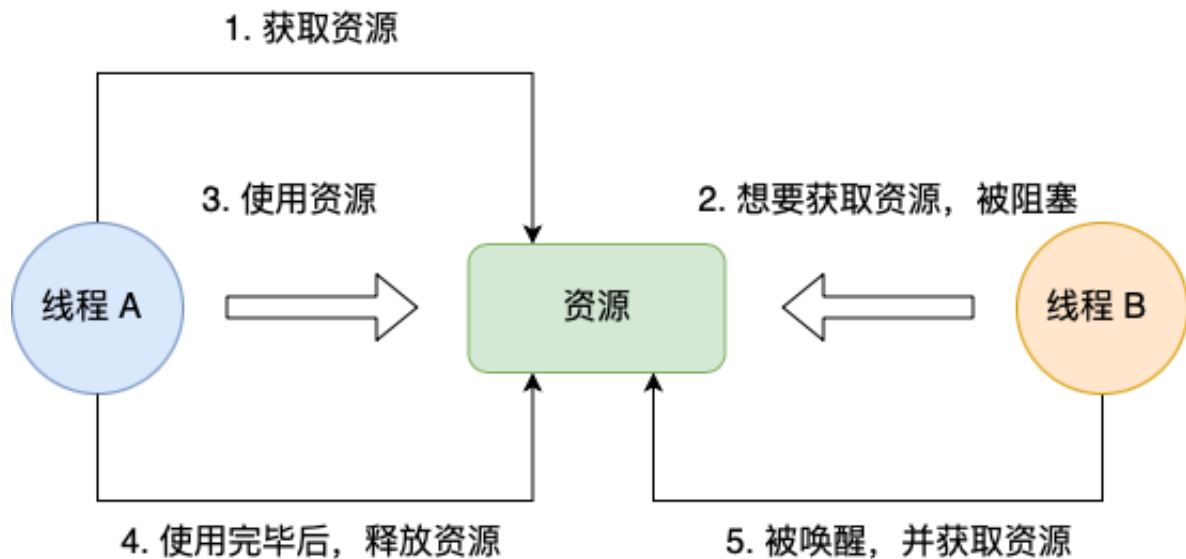 1. 获取资源
3. 使用资源
2. 想要获取资源，被阻塞
线程 A
资源
线程 B
4. 使用完毕后，释放资源
5. 被唤醒，并获取资源